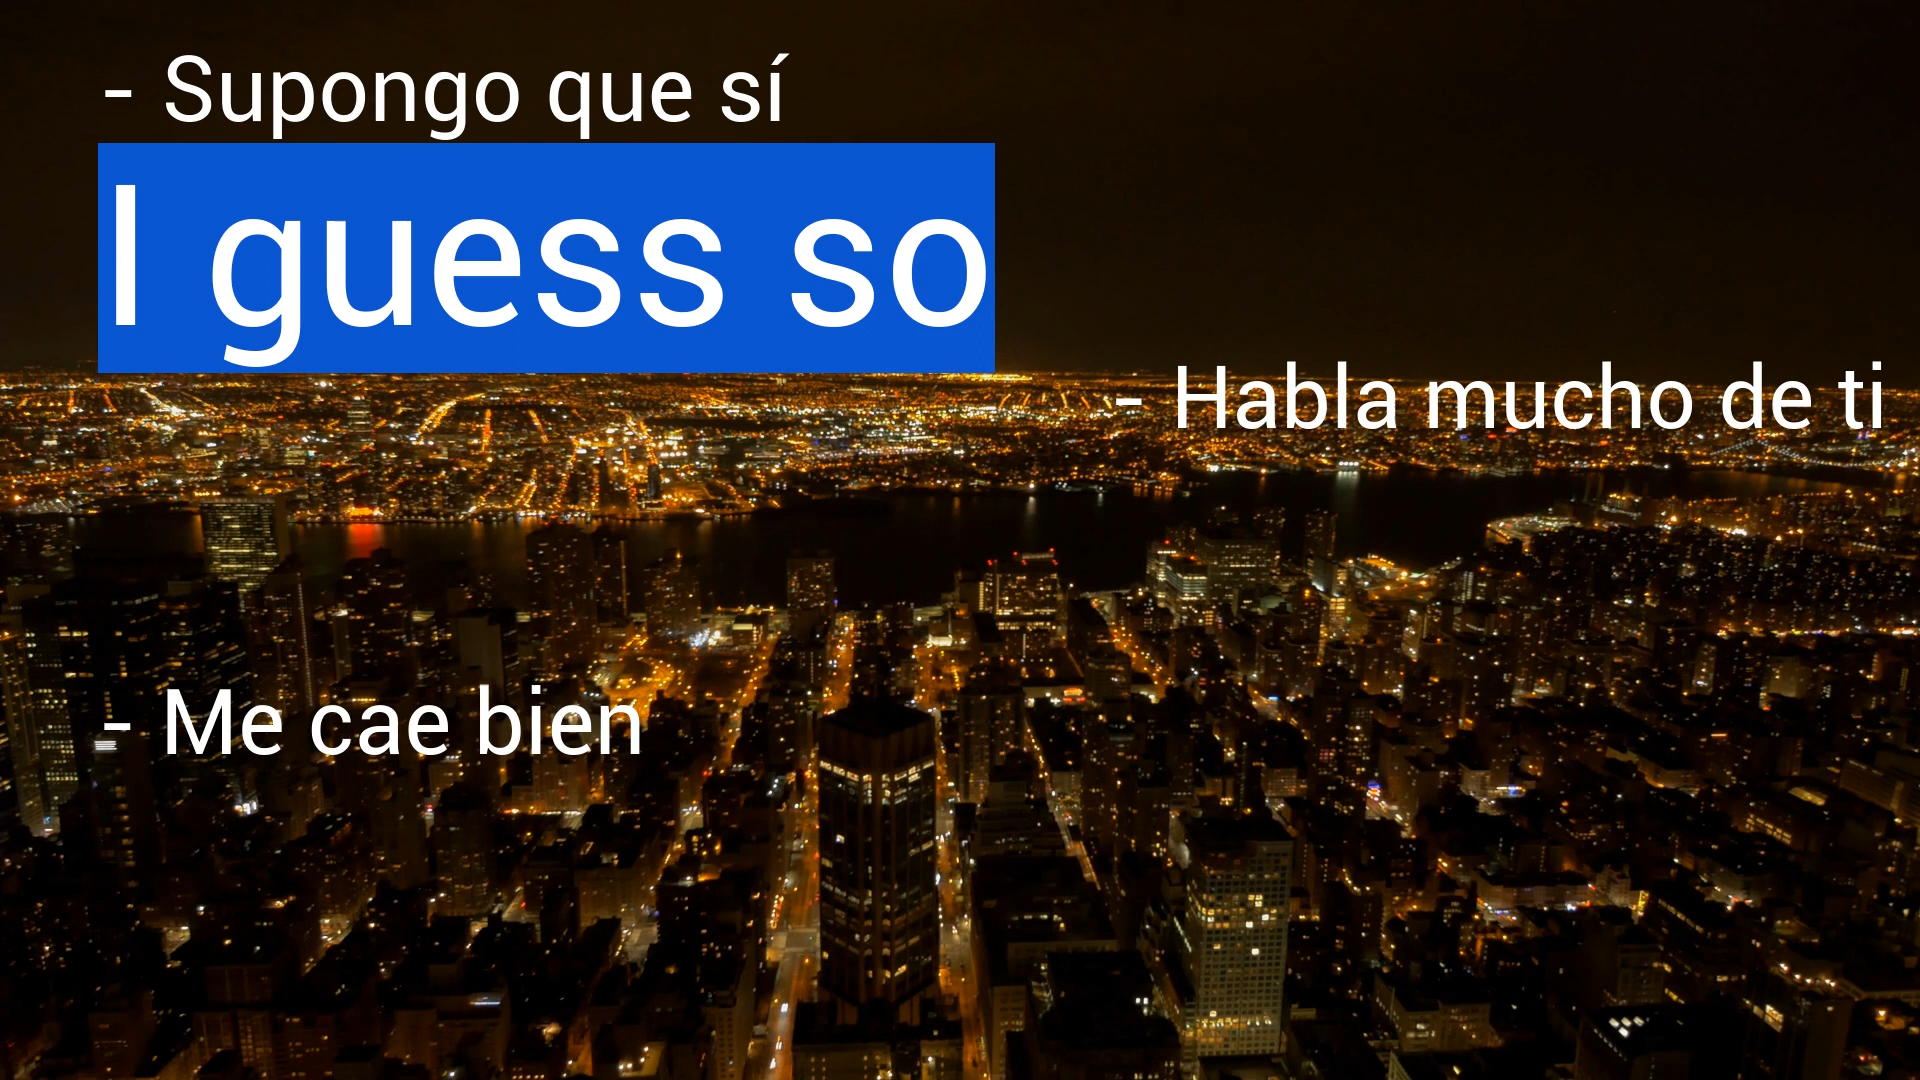 - Supongo que sí
I guess so
- Habla mucho de ti
- Me cae bien